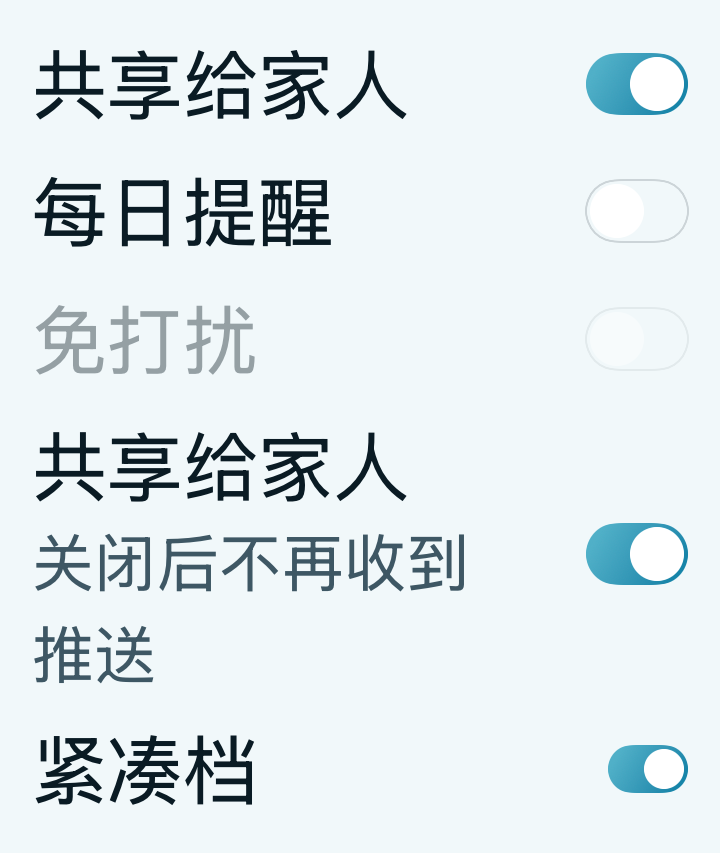 共享给家人
每日提醒
免打扰
共享给家人
关闭后不再收到
推送
紧凑档